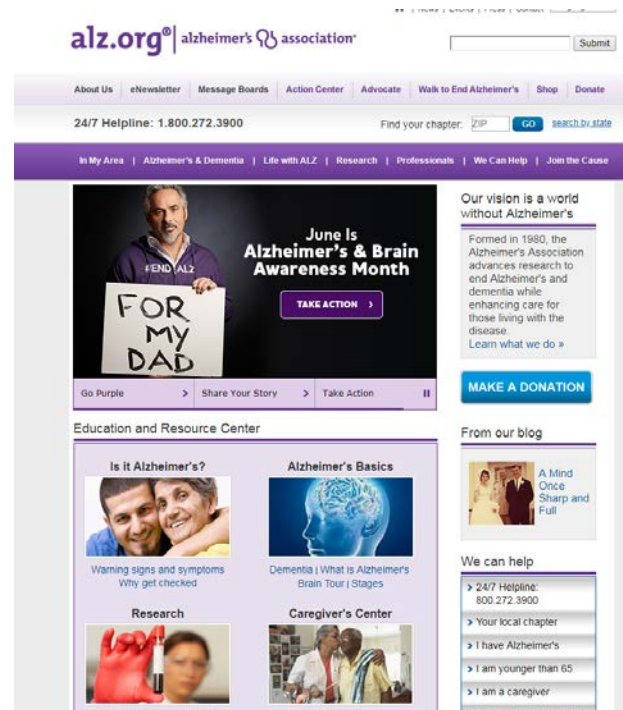 News | Events | Press | Contact
alz.org® | alzheimer's association®
Submit
About Us | eNewsletter | Message Boards | Action Center | Advocate | Walk to End Alzheimer's | Shop | Donate
24/7 Helpline: 1.800.272.3900
Find your chapter: ZIP GO search by state
In My Area | Alzheimer's & Dementia | Life with ALZ | Research | Professionals | We Can Help | Join the Cause
#ENDALZ
FOR
MY
DAD
June Is
Alzheimer's & Brain
Awareness Month
TAKE ACTION >
Go Purple >
Share Your Story >
Take Action
Our vision is a world
without Alzheimer's
Formed in 1980, the
Alzheimer's Association
advances research to
end Alzheimer's and
dementia while
enhancing care for
those living with the
disease.
Learn what we do »
MAKE A DONATION
Education and Resource Center
Is it Alzheimer's?
Warning signs and symptoms
Why get checked
Alzheimer's Basics
Dementia | What is Alzheimer's
Brain Tour | Stages
Research
Caregiver's Center
From our blog
A Mind
Once
Sharp and
Full
We can help
> 24/7 Helpline:
800.272.3900
> Your local chapter
> I have Alzheimer's
> I am younger than 65
> I am a caregiver